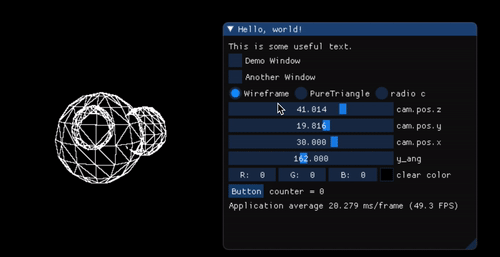 Hello, world!
This is some useful text.
Demo Window
Another Window
Wireframe PureTriangle radio c
41.014 cam.pos.z
19.816 cam.pos.y
30.000 cam.pos.x
162.000 y_ang
R: 0 G: 0 B: 0 clear color
Button counter = 0
Application average 20.279 ms/frame (49.3 FPS)